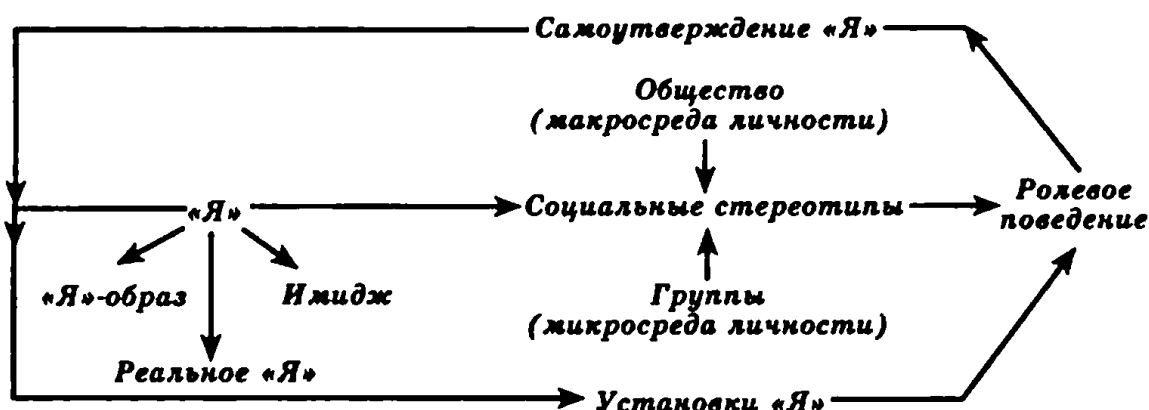 Самоутверждение «Я»
Общество
(макросреда личности)
«Я»
Социальные стереотипы
Ролевое
поведение
«Я»-образ
Имидж
Группы
(микросреда личности)
Реальное «Я»
Установки «Я»